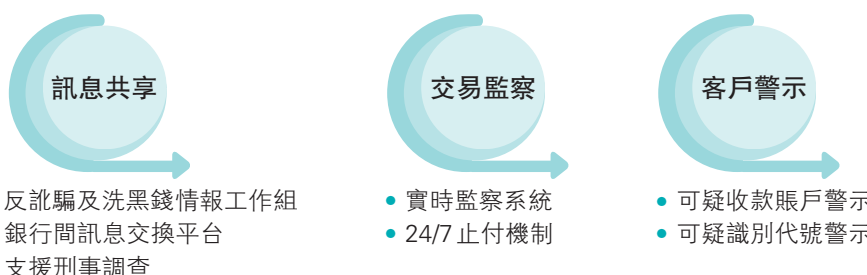 訊息共享
反訛騙及洗黑錢情報工作組
銀行間訊息交換平台
支援刑事調查
交易監察
• 實時監察系統
• 24/7 止付機制
客戶警示
• 可疑收款賬戶警示
• 可疑識別代號警示